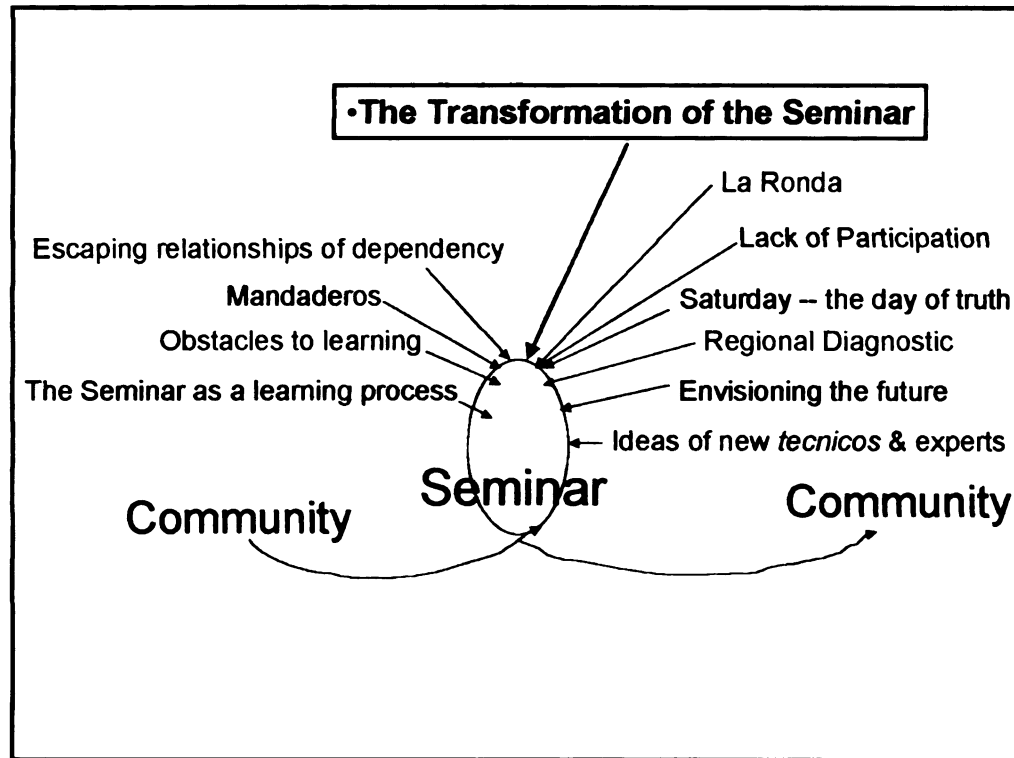 •The Transformation of the Seminar
La Ronda
Escaping relationships of dependency
Lack of Participation
Mandaderos
Saturday – the day of truth
Obstacles to learning
Regional Diagnostic
The Seminar as a learning process
Envisioning the future
Ideas of new tecnicos & experts
Community
Seminar
Community